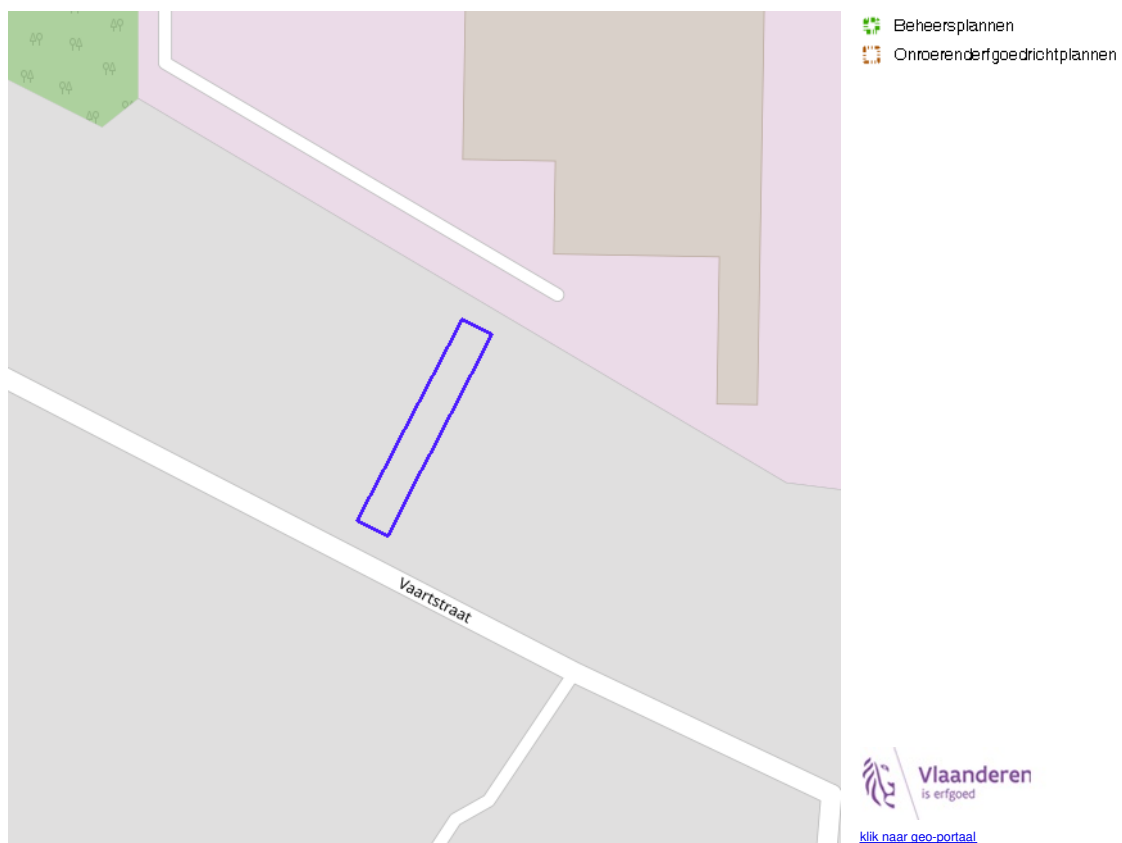 Beheersplannen
Onroerenderfgoedrichtplannen
Vaartstraat
Vlaanderen
is erfgoed
klik naar geo-portaal